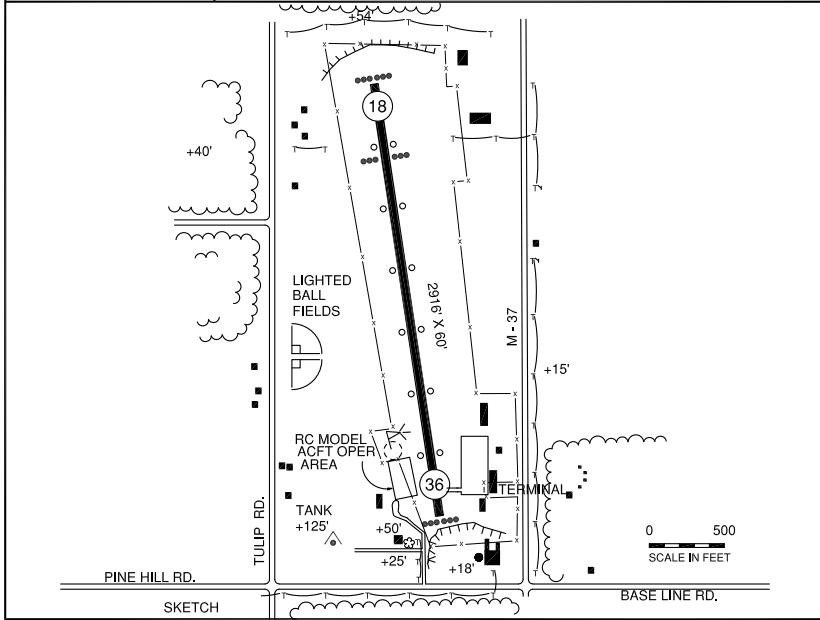 +54'
18
+40'
LIGHTED
BALL
FIELDS
2916' X 60'
M - 37
+15'
RC MODEL
ACFT OPER
AREA
36
TERMINAL
TANK
+125'
+50'
+25'
+18'
TULIP RD.
0 500
SCALE IN FEET
PINE HILL RD.
BASE LINE RD.
SKETCH